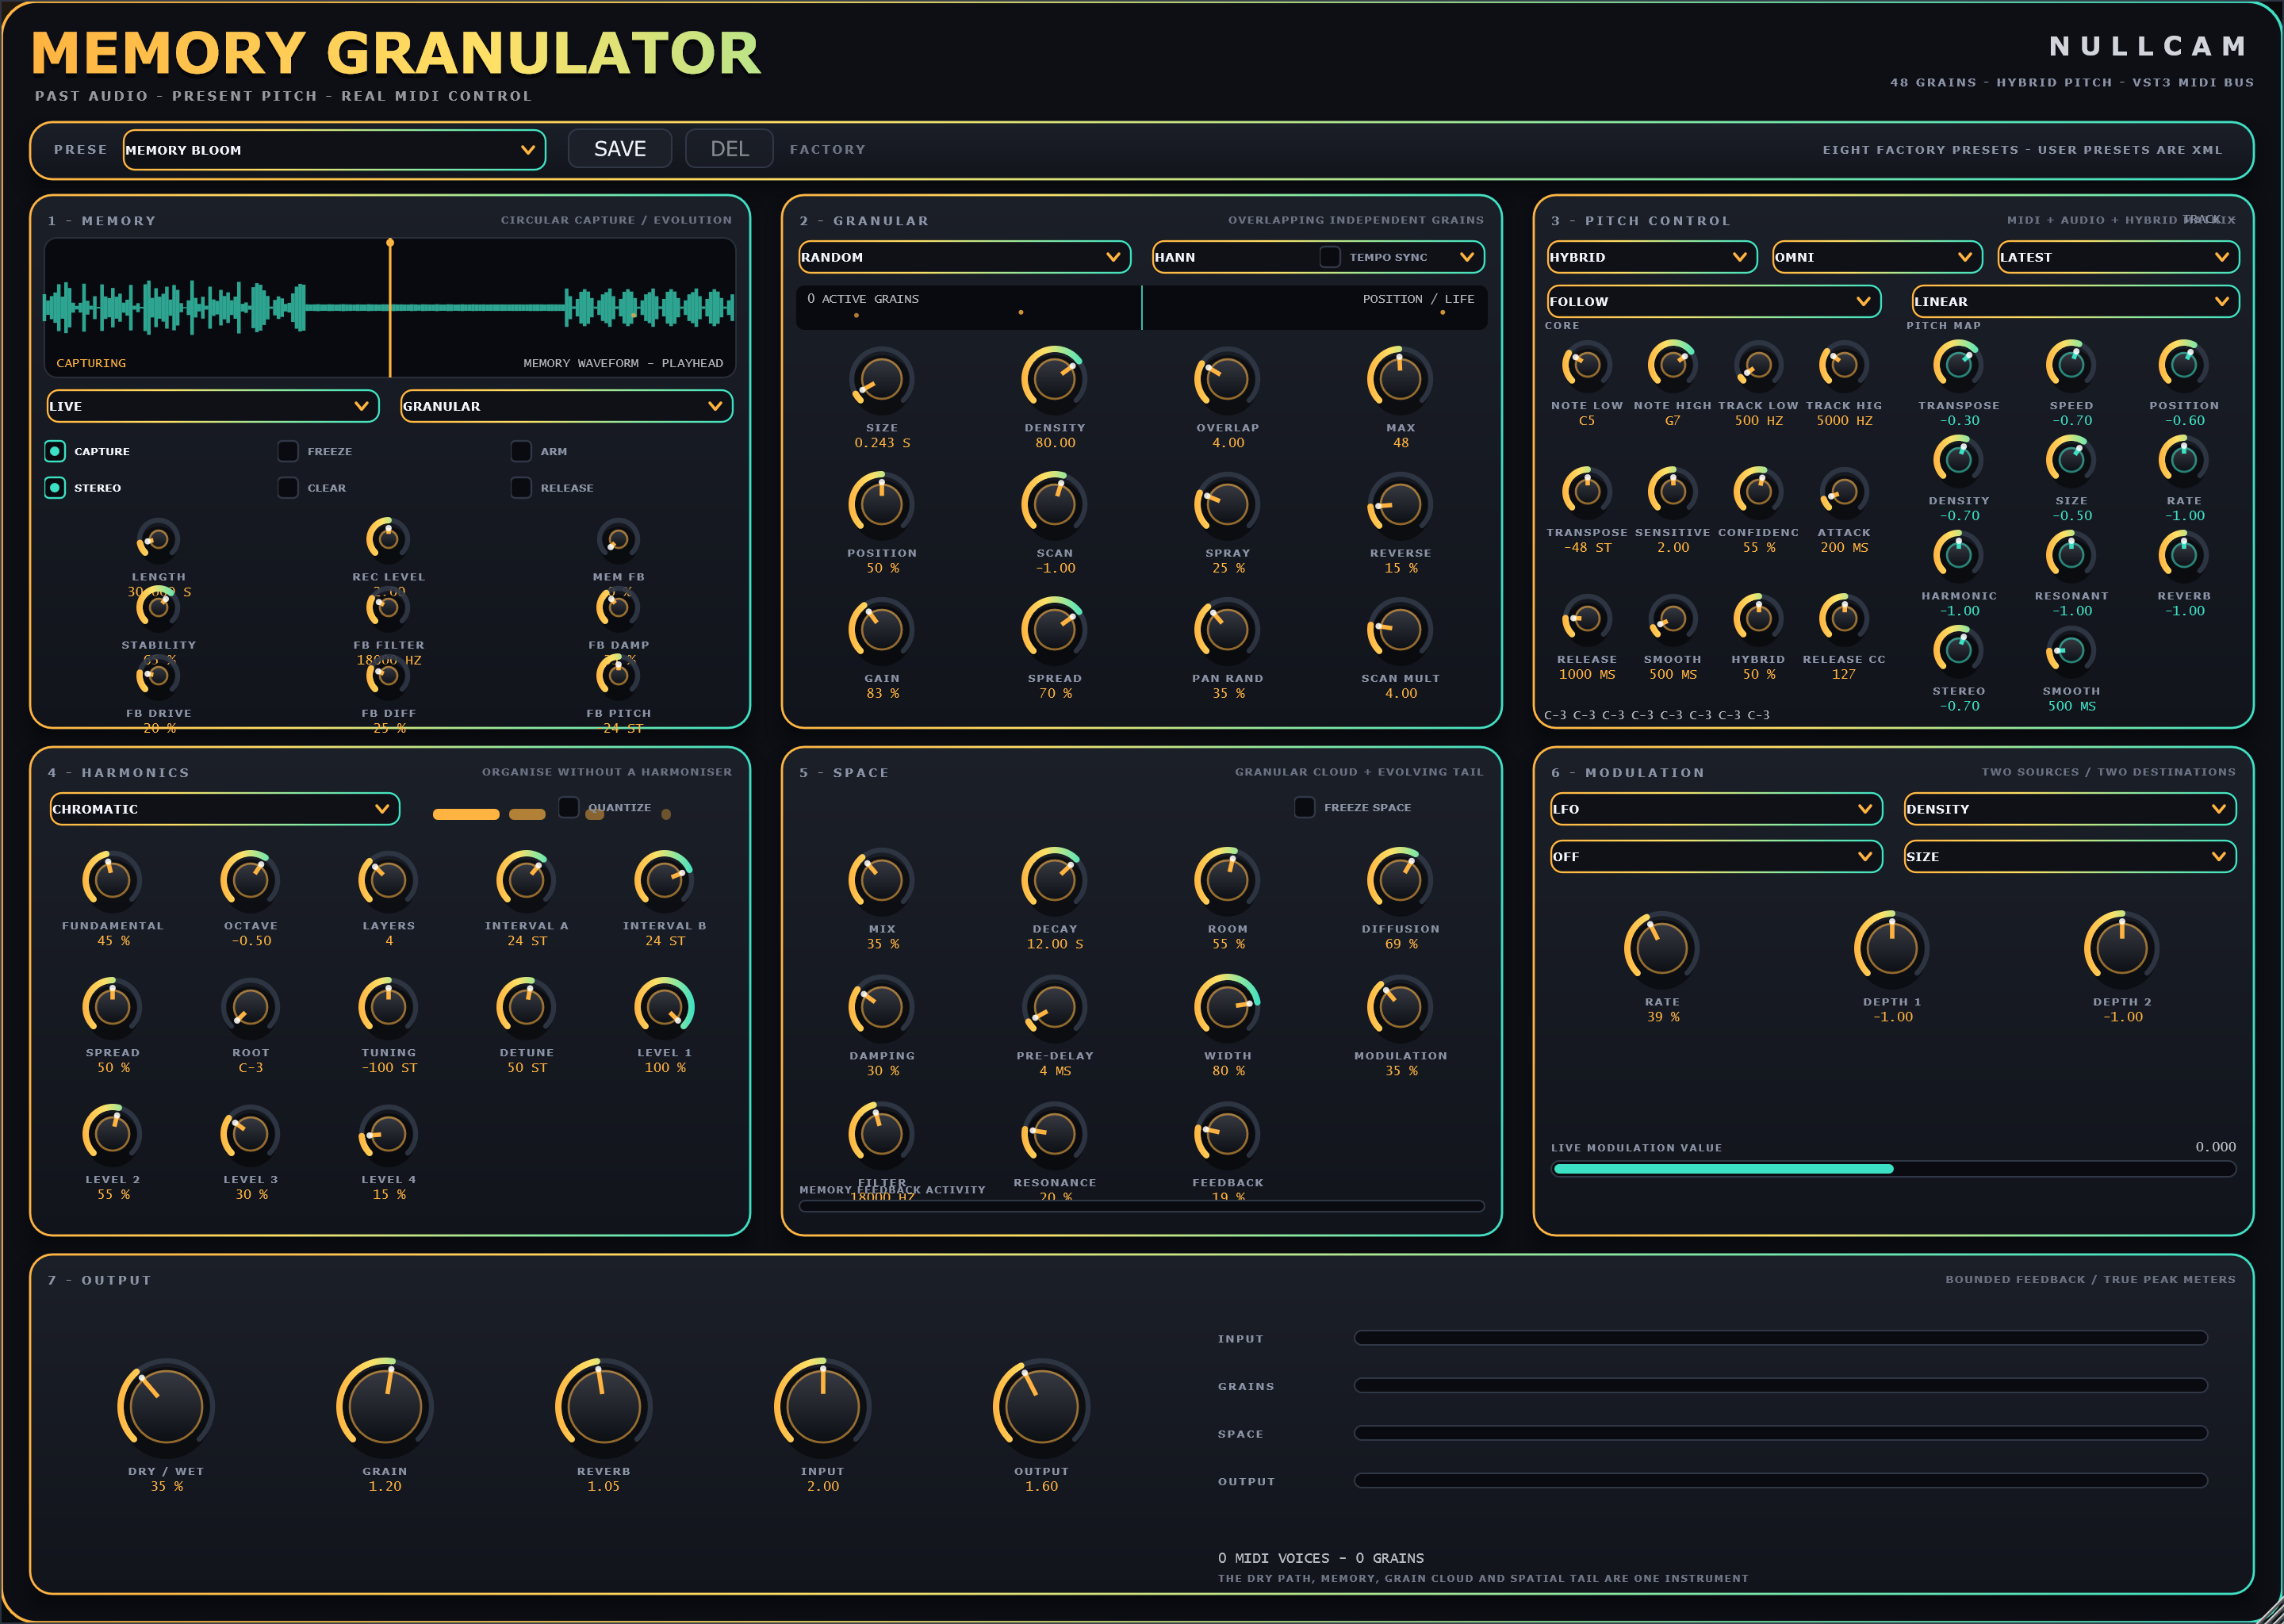 MEMORY GRANULATOR
NULLCAM
PAST AUDIO - PRESENT PITCH - REAL MIDI CONTROL
48 GRAINS - HYBRID PITCH - VST3 MIDI BUS
PRESE MEMORY BLOOM SAVE DEL FACTORY
EIGHT FACTORY PRESETS - USER PRESETS ARE XML
1 - MEMORY CIRCULAR CAPTURE / EVOLUTION
CAPTURING MEMORY WAVEFORM - PLAYHEAD
LIVE GRANULAR
CAPTURE FREEZE ARM
STEREO CLEAR RELEASE
LENGTH REC LEVEL MEM FB
STABILITY FB FILTER FB DAMP
FB DRIVE FB DIFF FB PITCH
20 % 25 % 24 ST
2 - GRANULAR OVERLAPPING INDEPENDENT GRAINS
RANDOM HANN TEMPO SYNC
0 ACTIVE GRAINS POSITION / LIFE
SIZE DENSITY OVERLAP MAX
0.243 S 80.00 4.00 48
POSITION SCAN SPRAY REVERSE
50 % -1.00 25 % 15 %
GAIN SPREAD PAN RAND SCAN MULT
83 % 70 % 35 % 4.00
3 - PITCH CONTROL MIDI + AUDIO + HYBRID TRACK
HYBRID OMNI LATEST
FOLLOW LINEAR
CORE
NOTE LOW NOTE HIGH TRACK LOW TRACK HIG
C5 G7 500 HZ 5000 HZ
TRANSPOSE SENSITIVE CONFIDENC ATTACK
-48 ST 2.00 55 % 200 MS
RELEASE SMOOTH HYBRID RELEASE CC
1000 MS 500 MS 50 % 127
C-3 C-3 C-3 C-3 C-3 C-3 C-3 C-3
PITCH MAP
TRANSPOSE SPEED POSITION
-0.30 -0.70 -0.60
DENSITY SIZE RATE
-0.70 -0.50 -1.00
HARMONIC RESONANT REVERB
-1.00 -1.00 -1.00
STEREO SMOOTH
-0.70 500 MS
4 - HARMONICS ORGANISE WITHOUT A HARMONISER
CHROMATIC QUANTIZE
FUNDAMENTAL OCTAVE LAYERS INTERVAL A INTERVAL B
45 % -0.50 4 24 ST 24 ST
SPREAD ROOT TUNING DETUNE LEVEL 1
50 % C-3 -100 ST 50 ST 100 %
LEVEL 2 LEVEL 3 LEVEL 4
55 % 30 % 15 %
5 - SPACE GRANULAR CLOUD + EVOLVING TAIL
FREEZE SPACE
MIX DECAY ROOM DIFFUSION
35 % 12.00 S 55 % 69 %
DAMPING PRE-DELAY WIDTH MODULATION
30 % 4 MS 80 % 35 %
FILTER RESONANCE FEEDBACK
18000 HZ 20 % 19 %
MEMORY FEEDBACK ACTIVITY
6 - MODULATION TWO SOURCES / TWO DESTINATIONS
LFO DENSITY
OFF SIZE
RATE DEPTH 1 DEPTH 2
39 % -1.00 -1.00
LIVE MODULATION VALUE 0.000
7 - OUTPUT BOUNDED FEEDBACK / TRUE PEAK METERS
DRY / WET GRAIN REVERB INPUT OUTPUT
35 % 1.20 1.05 2.00 1.60
INPUT
GRAINS
SPACE
OUTPUT
0 MIDI VOICES - 0 GRAINS
THE DRY PATH, MEMORY, GRAIN CLOUD AND SPATIAL TAIL ARE ONE INSTRUMENT